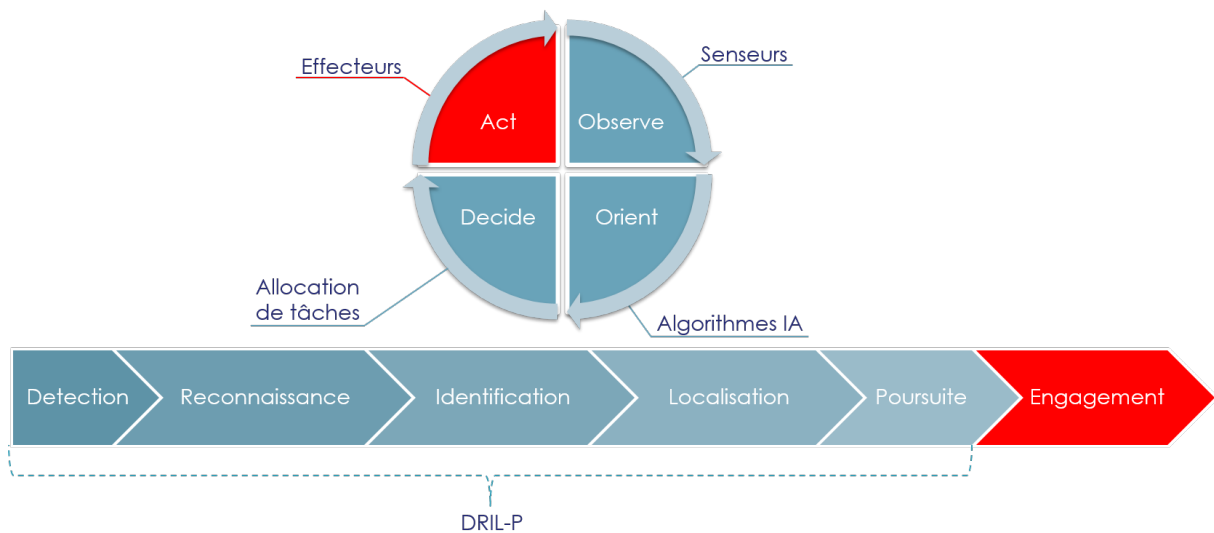 Effecteurs
Senseurs
Act
Observe
Decide
Orient
Allocation
de tâches
Algorithmes IA
Detection
Reconnaissance
Identification
Localisation
Poursuite
Engagement
DRIL-P